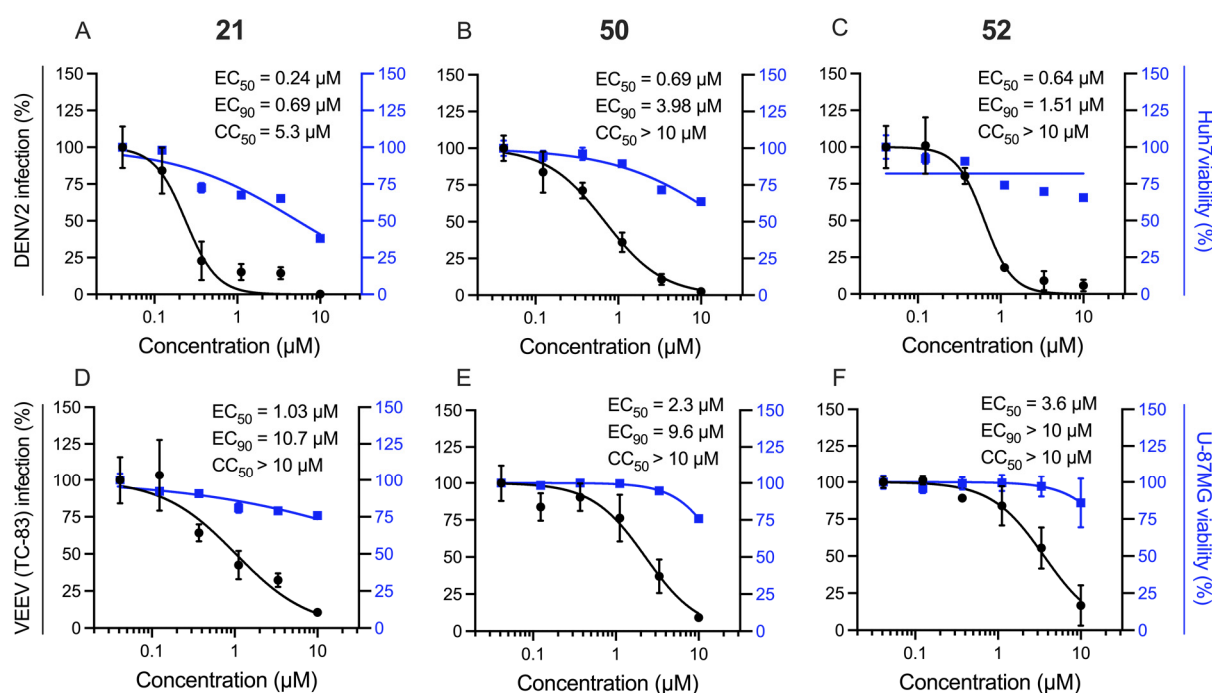 A
21
DENV2 infection (%)
150
125
100
75
50
25
0
EC50 = 0.24 µM
EC90 = 0.69 µM
CC50 = 5.3 µM
150
125
100
75
50
25
0
0.1 1 10
Concentration (µM)
B
50
150
125
100
75
50
25
0
EC50 = 0.69 µM
EC90 = 3.98 µM
CC50 > 10 µM
150
125
100
75
50
25
0
0.1 1 10
Concentration (µM)
C
52
150
125
100
75
50
25
0
EC50 = 0.64 µM
EC90 = 1.51 µM
CC50 > 10 µM
150
125
100
75
50
25
0
Huh7viability (%)
0.1 1 10
Concentration (µM)
D
VEEV (TC-83) infection (%)
150
125
100
75
50
25
0
EC50 = 1.03 µM
EC90 = 10.7 µM
CC50 > 10 µM
150
125
100
75
50
25
0
0.1 1 10
Concentration (µM)
E
150
125
100
75
50
25
0
EC50 = 2.3 µM
EC90 = 9.6 µM
CC50 > 10 µM
150
125
100
75
50
25
0
0.1 1 10
Concentration (µM)
F
150
125
100
75
50
25
0
EC50 = 3.6 µM
EC90 > 10 µM
CC50 > 10 µM
150
125
100
75
50
25
0
U-87MG viability (%)
0.1 1 10
Concentration (µM)